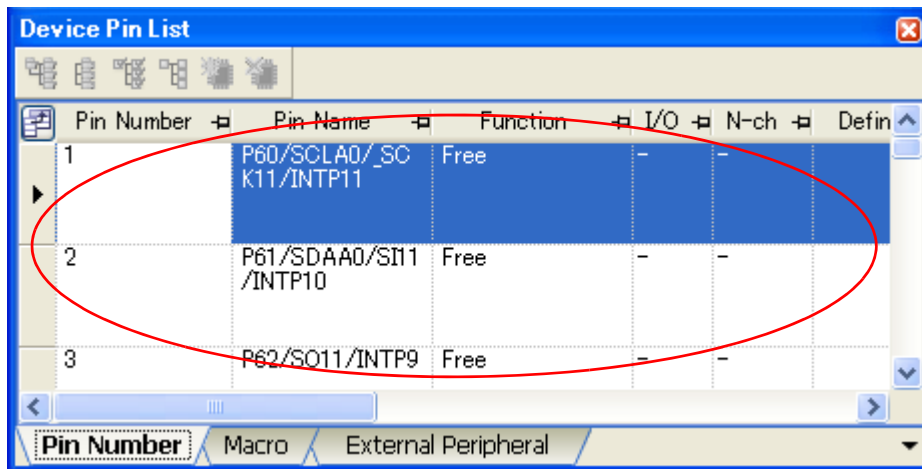 Device Pin List
Pin Number Pin Name Function I/O N-ch Defin
1 P60/SCLA0/_SC Free - -
K11/INTP11
2 P61/SDAA0/SI11 Free - -
/INTP10
3 P62/SO11/INTP9 Free - -
Pin Number Macro External Peripheral